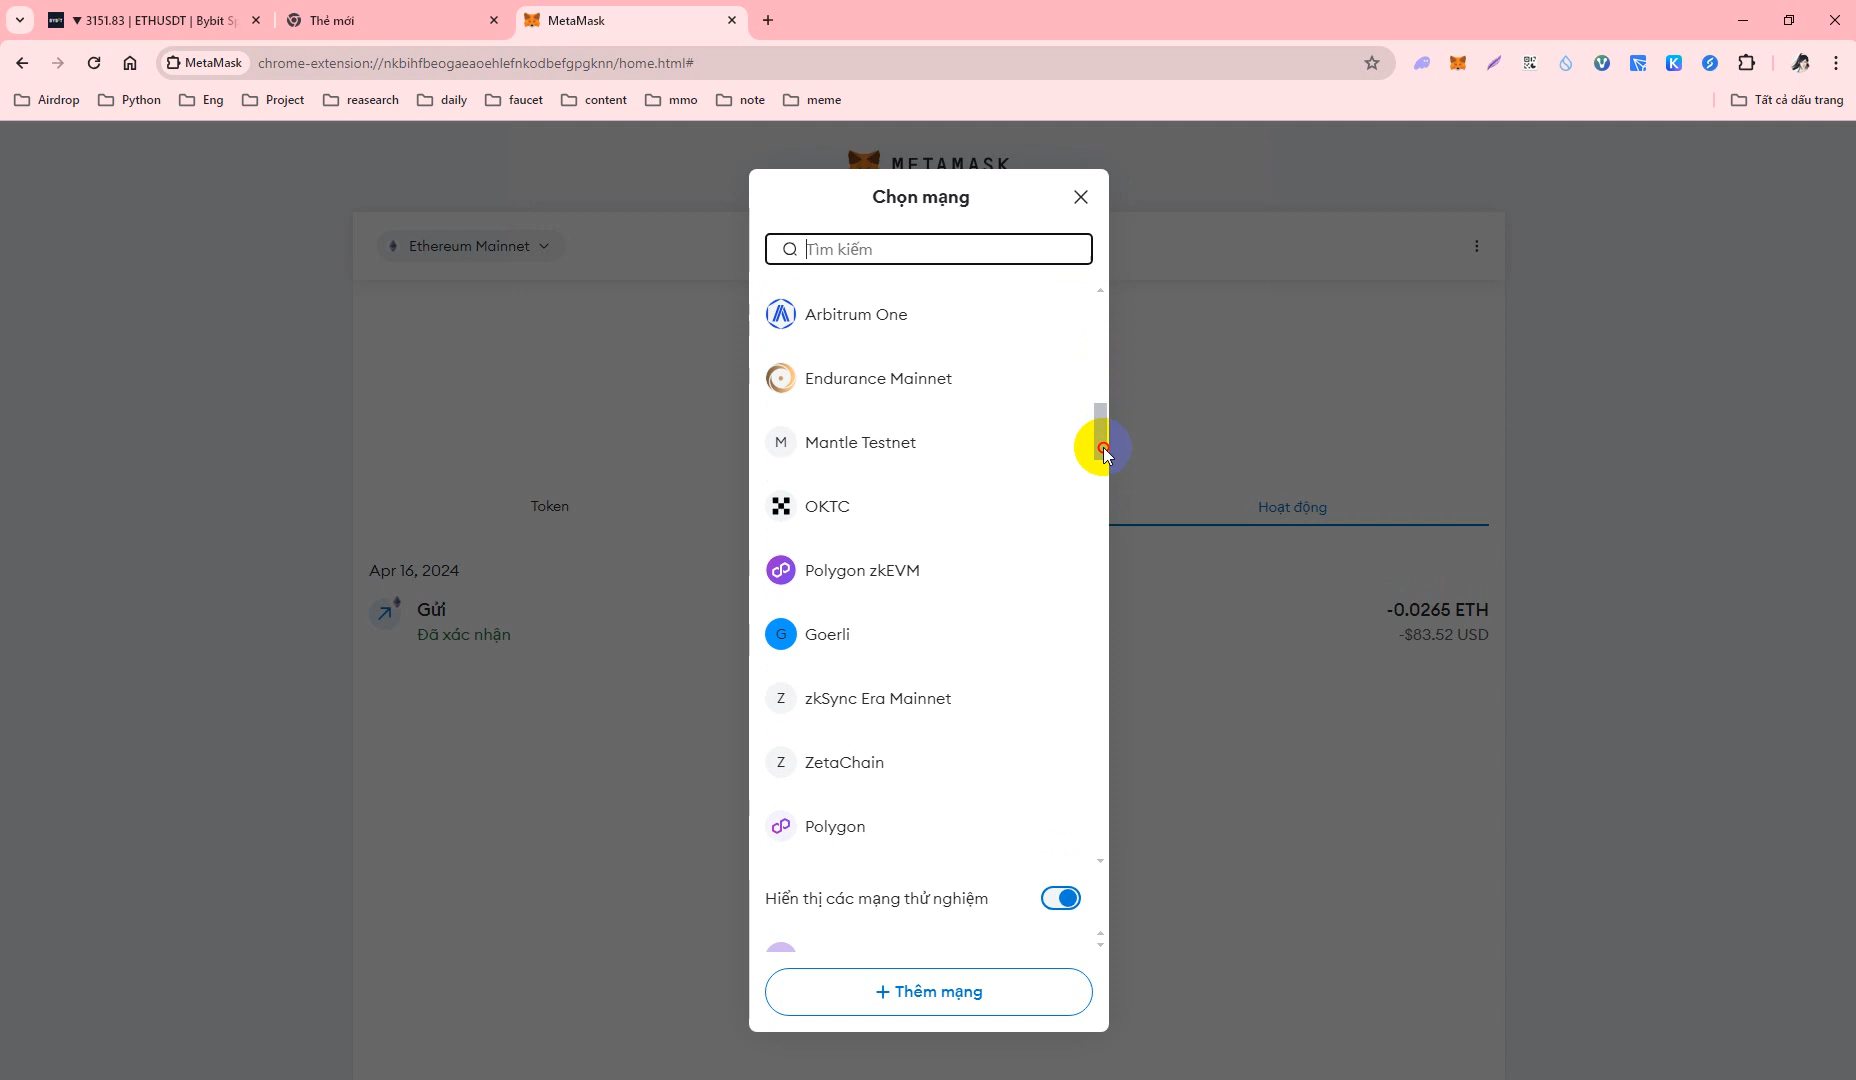 ▼ 3151.83 | ETHUSDT | Bybit Sp
Thẻ mới
MetaMask
MetaMask
chrome-extension://nkbihfbeogaeaoehlefnkodbefgpgknn/home.html#
Airdrop
Python
Eng
Project
reasearch
daily
faucet
content
mmo
note
meme
Tất cả dấu trang
METAMASK
Chọn mạng
Ethereum Mainnet
Tìm kiếm
Arbitrum One
Endurance Mainnet
M
Mantle Testnet
OKTC
Token
Hoạt động
Polygon zkEVM
Apr 16, 2024
Gửi
-0.0265 ETH
Đã xác nhận
-$83.52 USD
G
Goerli
Z
zkSync Era Mainnet
Z
ZetaChain
Polygon
Hiển thị các mạng thử nghiệm
+ Thêm mạng